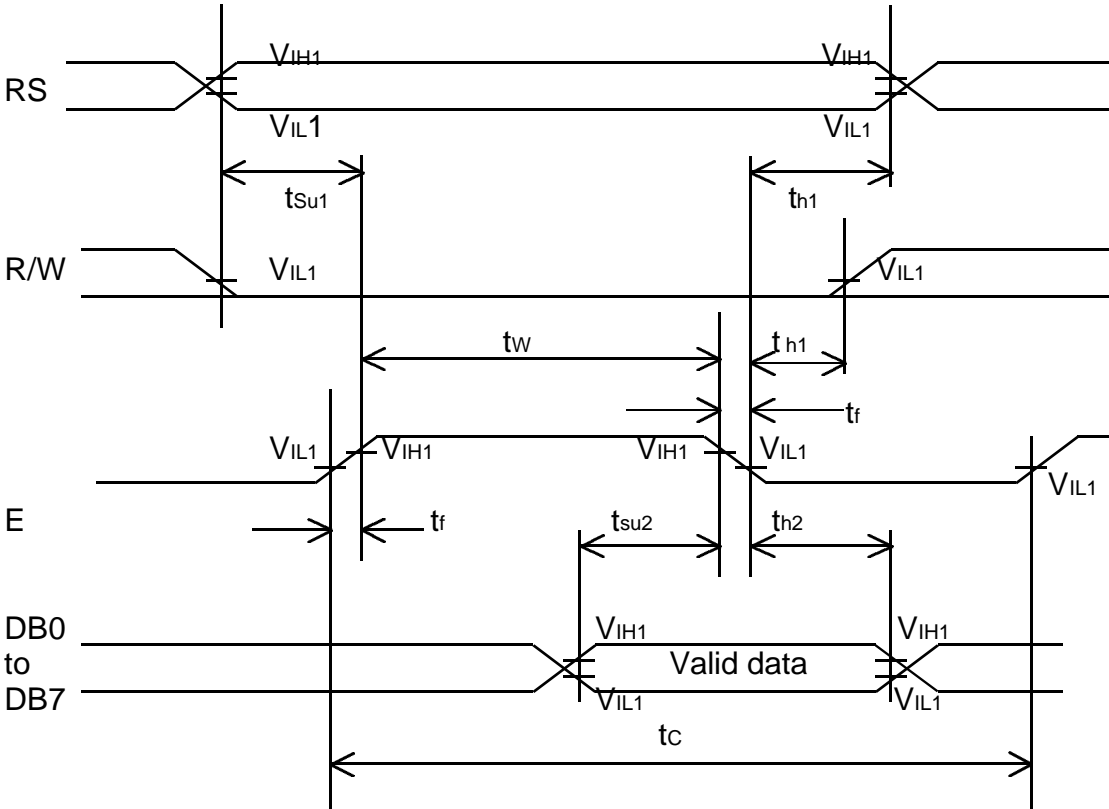 VIH1 VIH1
RS
VIL1 VIL1
tSu1 th1
R/W VIL1 VIL1
tW th1
tf
VIL1 VIH1 VIH1 VIL1
VIL1
E tf tsu2 th2
DB0 VIH1 VIH1
to Valid data
DB7 VIL1 VIL1
tC